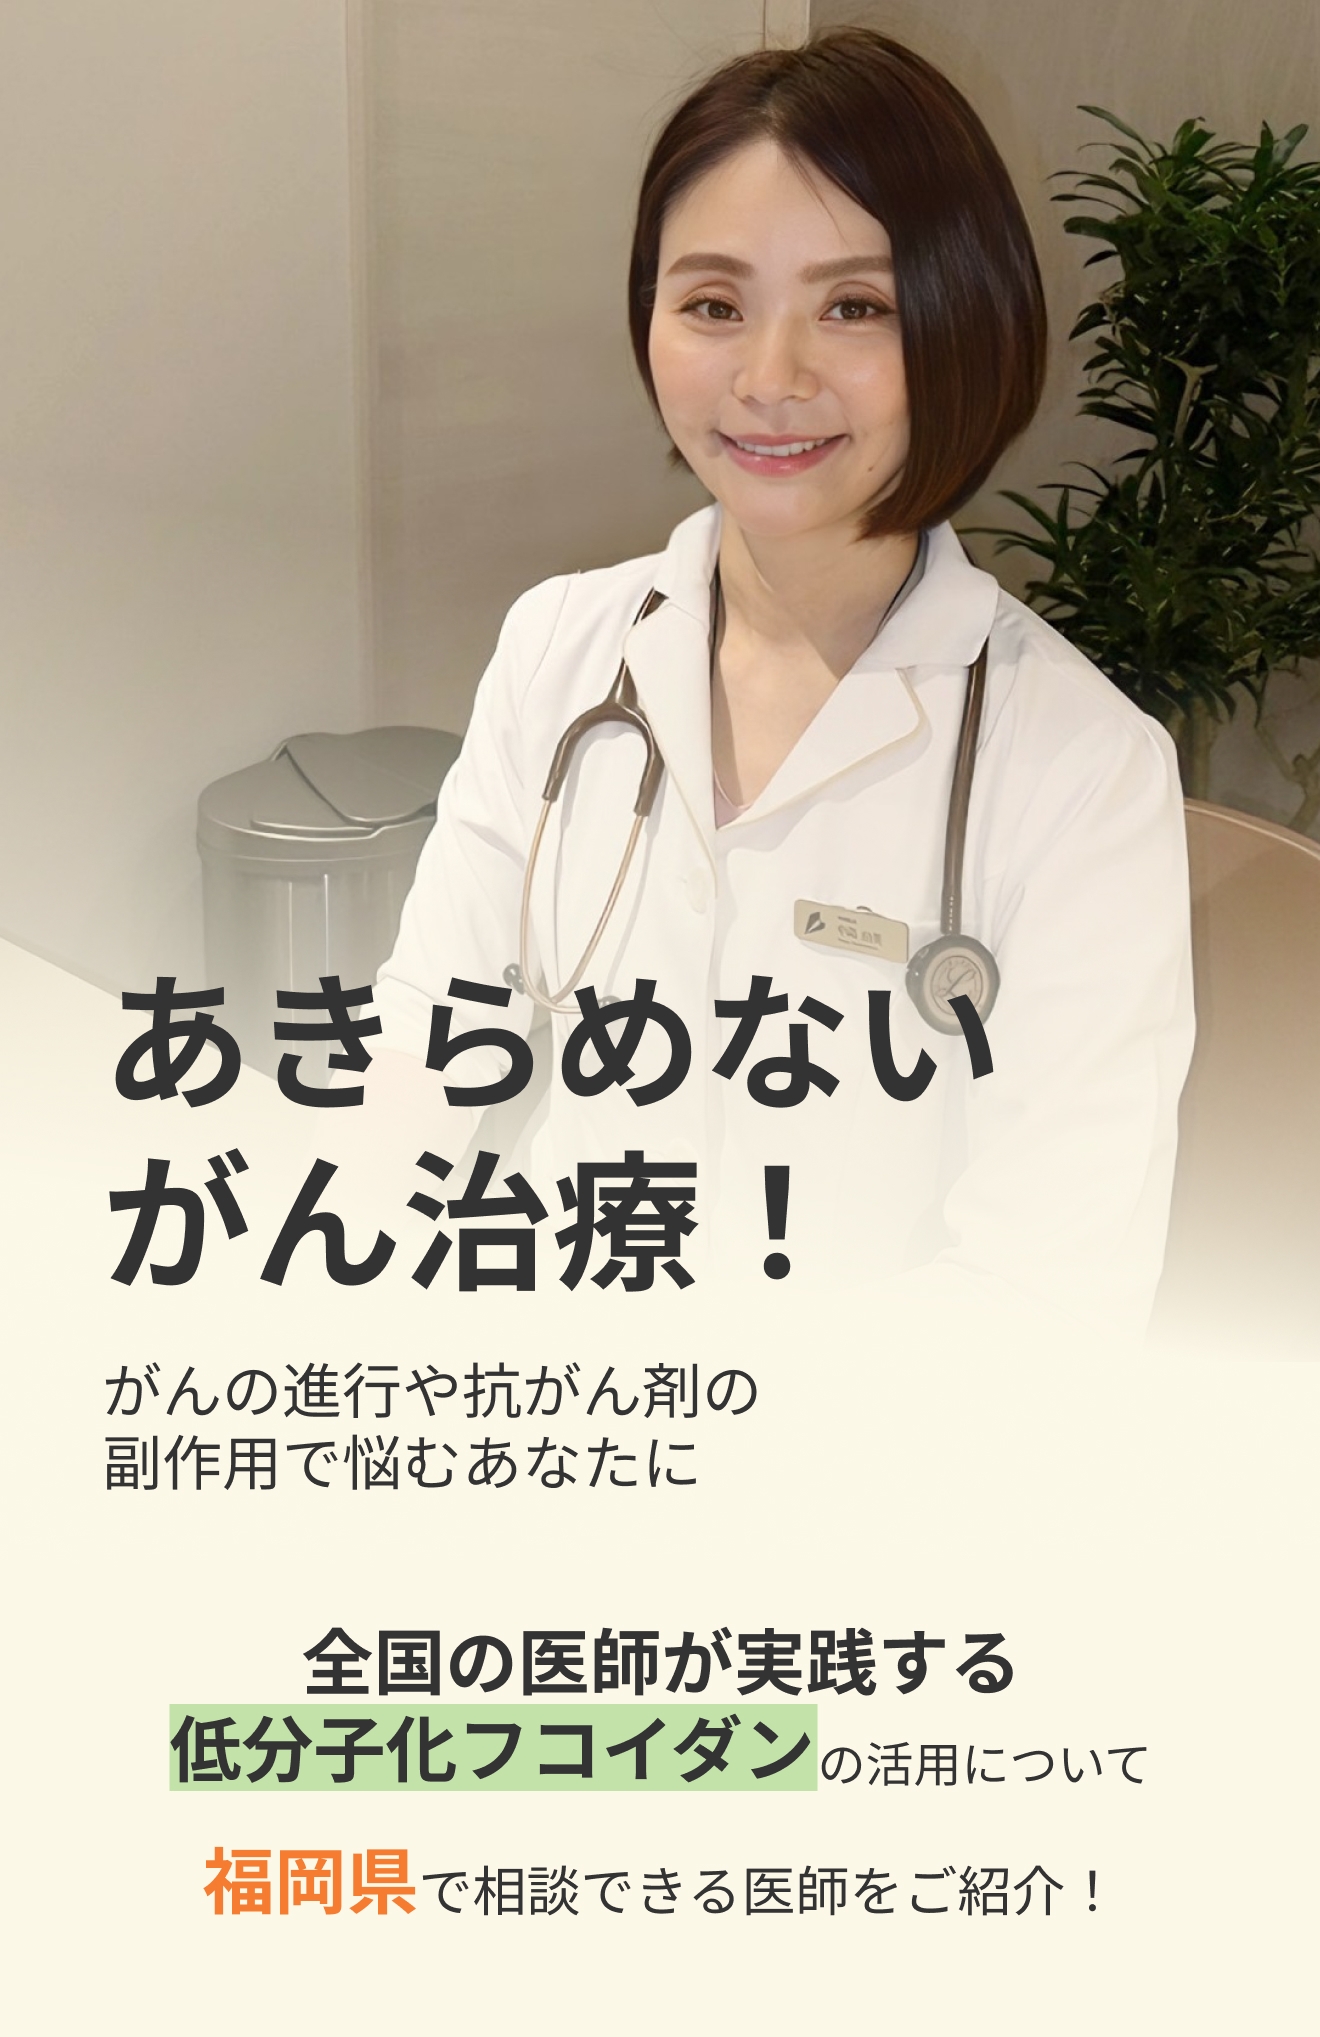 あきらめない
がん治療！
がんの進行や抗がん剤の
副作用で悩むあなたに
全国の医師が実践する
低分子化フコイダンの活用について
福岡県で相談できる医師をご紹介！